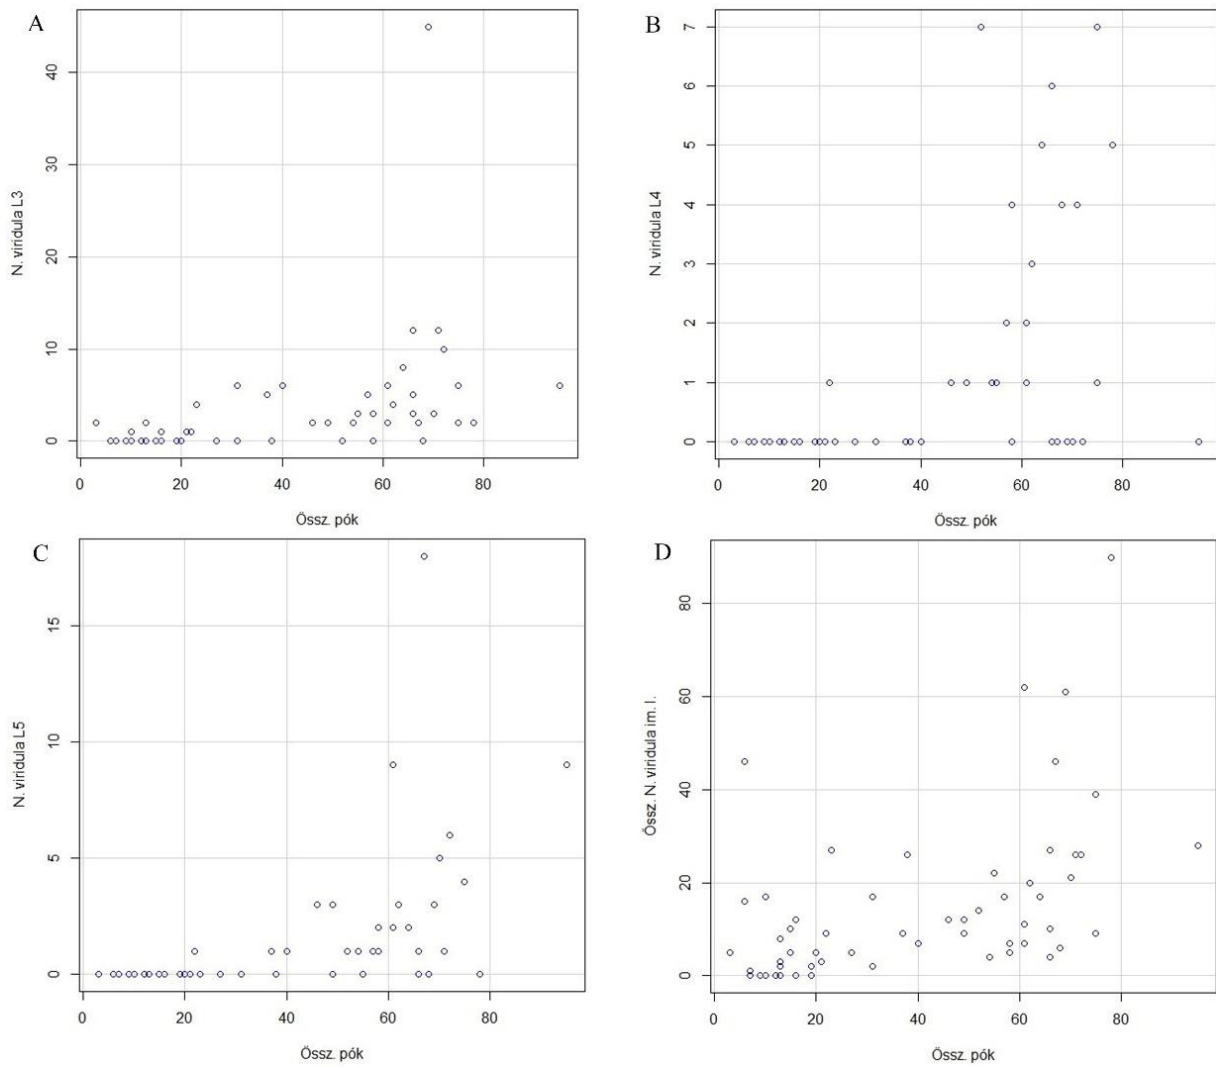 A
N. viridula L3
40
30
20
10
0
0 20 40 60 80
Össz. pók
B
N. viridula L4
7
6
5
4
3
2
1
0
0 20 40 60 80
Össz. pók
C
N. viridula L5
15
10
5
0
0 20 40 60 80
Össz. pók
D
Össz. N. viridula im. l.
80
60
40
20
0
0 20 40 60 80
Össz. pók